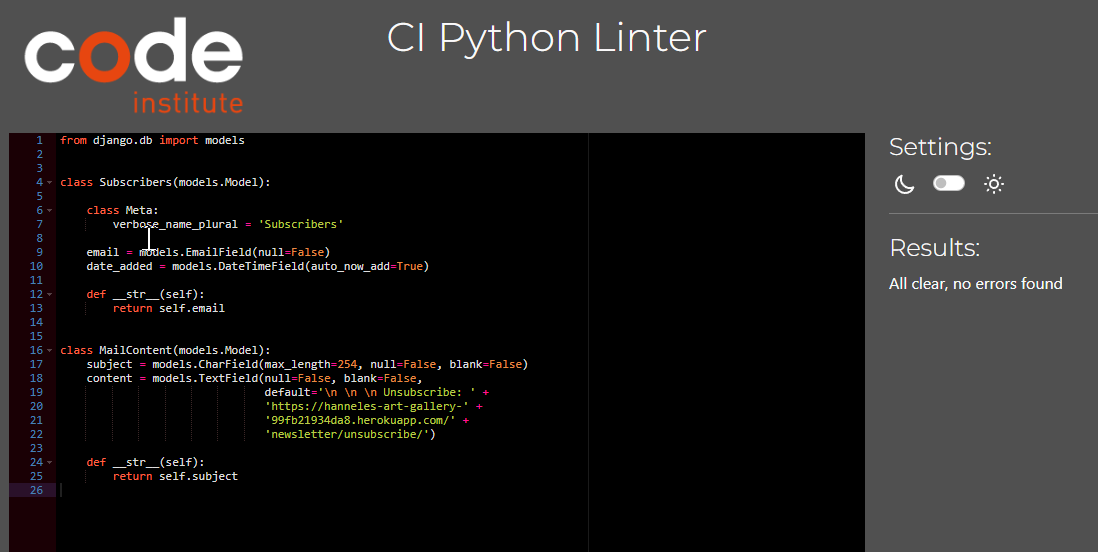 code
institute
CI Python Linter
1 from django.db import models
2
3
4 class Subscribers(models.Model):
5
6     class Meta:
7         verbose_name_plural = 'Subscribers'
8
9     email = models.EmailField(null=False)
10     date_added = models.DateTimeField(auto_now_add=True)
11
12     def __str__(self):
13         return self.email
14
15
16 class MailContent(models.Model):
17     subject = models.CharField(max_length=254, null=False, blank=False)
18     content = models.TextField(null=False, blank=False,
19                                default='\n \n \n Unsubscribe: ' +
20                                'https://hanneles-art-gallery-' +
21                                '99fb21934da8.herokuapp.com/' +
22                                'newsletter/unsubscribe/')
23
24     def __str__(self):
25         return self.subject
26
Settings:
Results:
All clear, no errors found